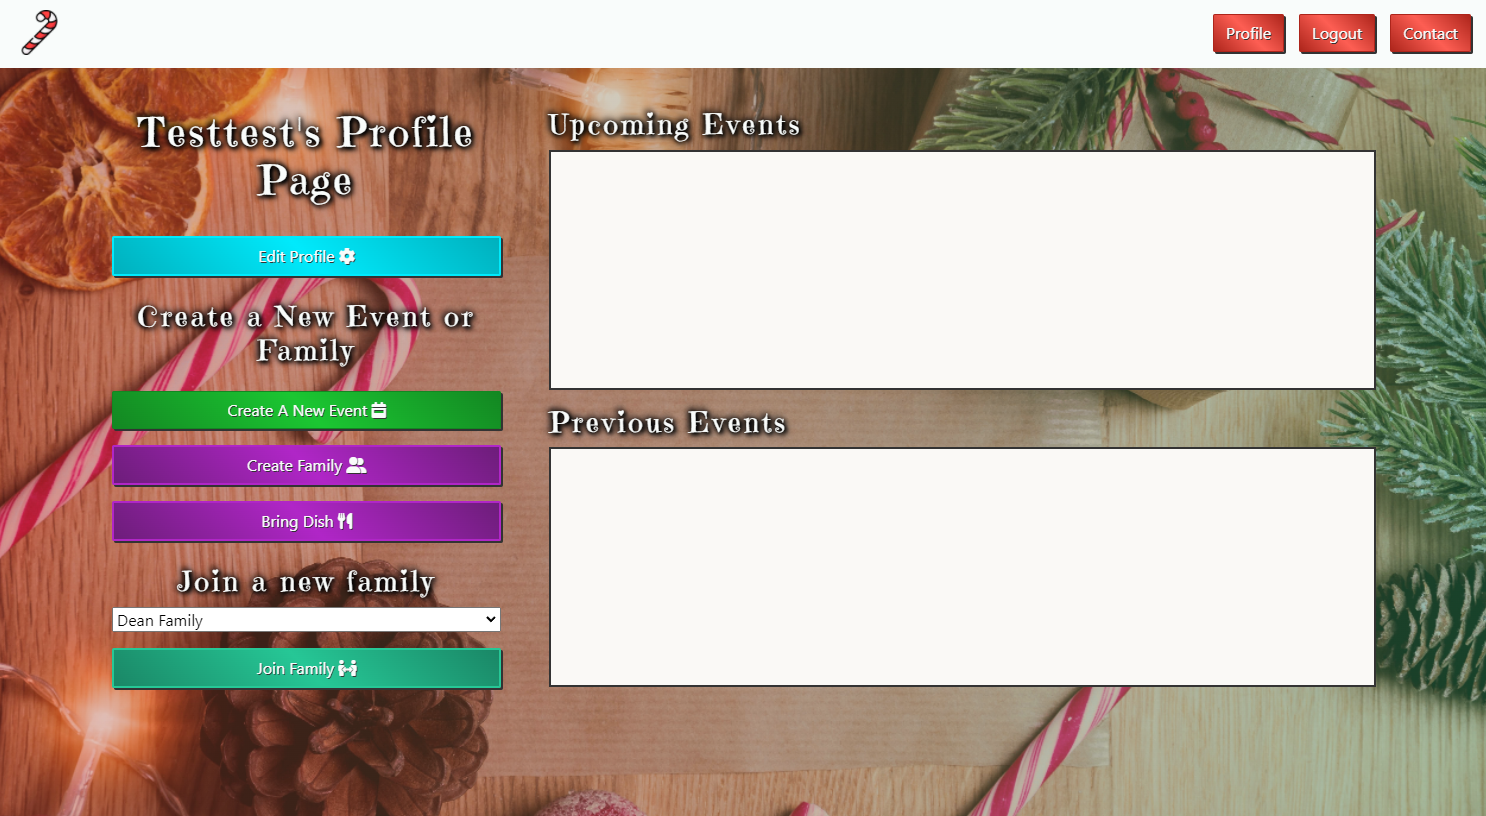 Profile
Logout
Contact
Testtest's Profile
Page
Edit Profile
Create a New Event or
Family
Create A New Event
Create Family
Bring Dish
Join a new family
Dean Family
Join Family
Upcoming Events
Previous Events